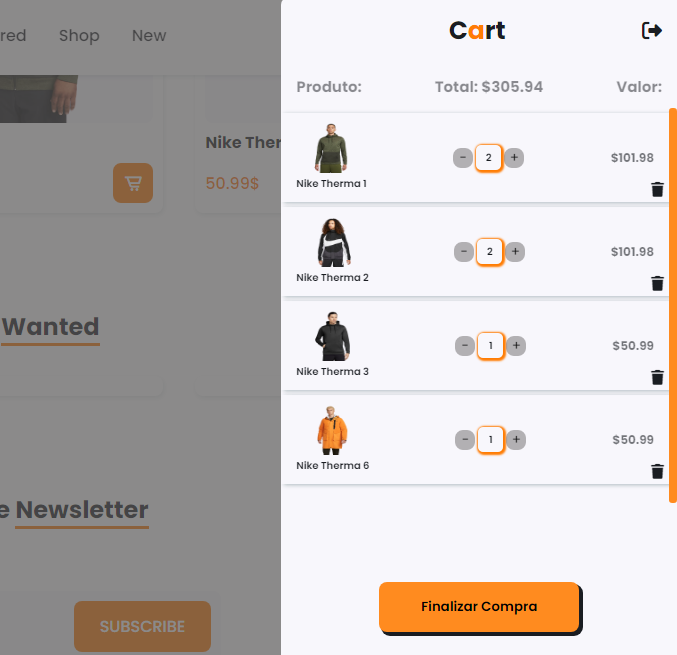 red Shop New
Nike Ther
50.99$
Wanted
e Newsletter
SUBSCRIBE
Cart
Produto: Total: $305.94 Valor:
- 2 + $101.98
Nike Therma 1
- 2 + $101.98
Nike Therma 2
- 1 + $50.99
Nike Therma 3
- 1 + $50.99
Nike Therma 6
Finalizar Compra